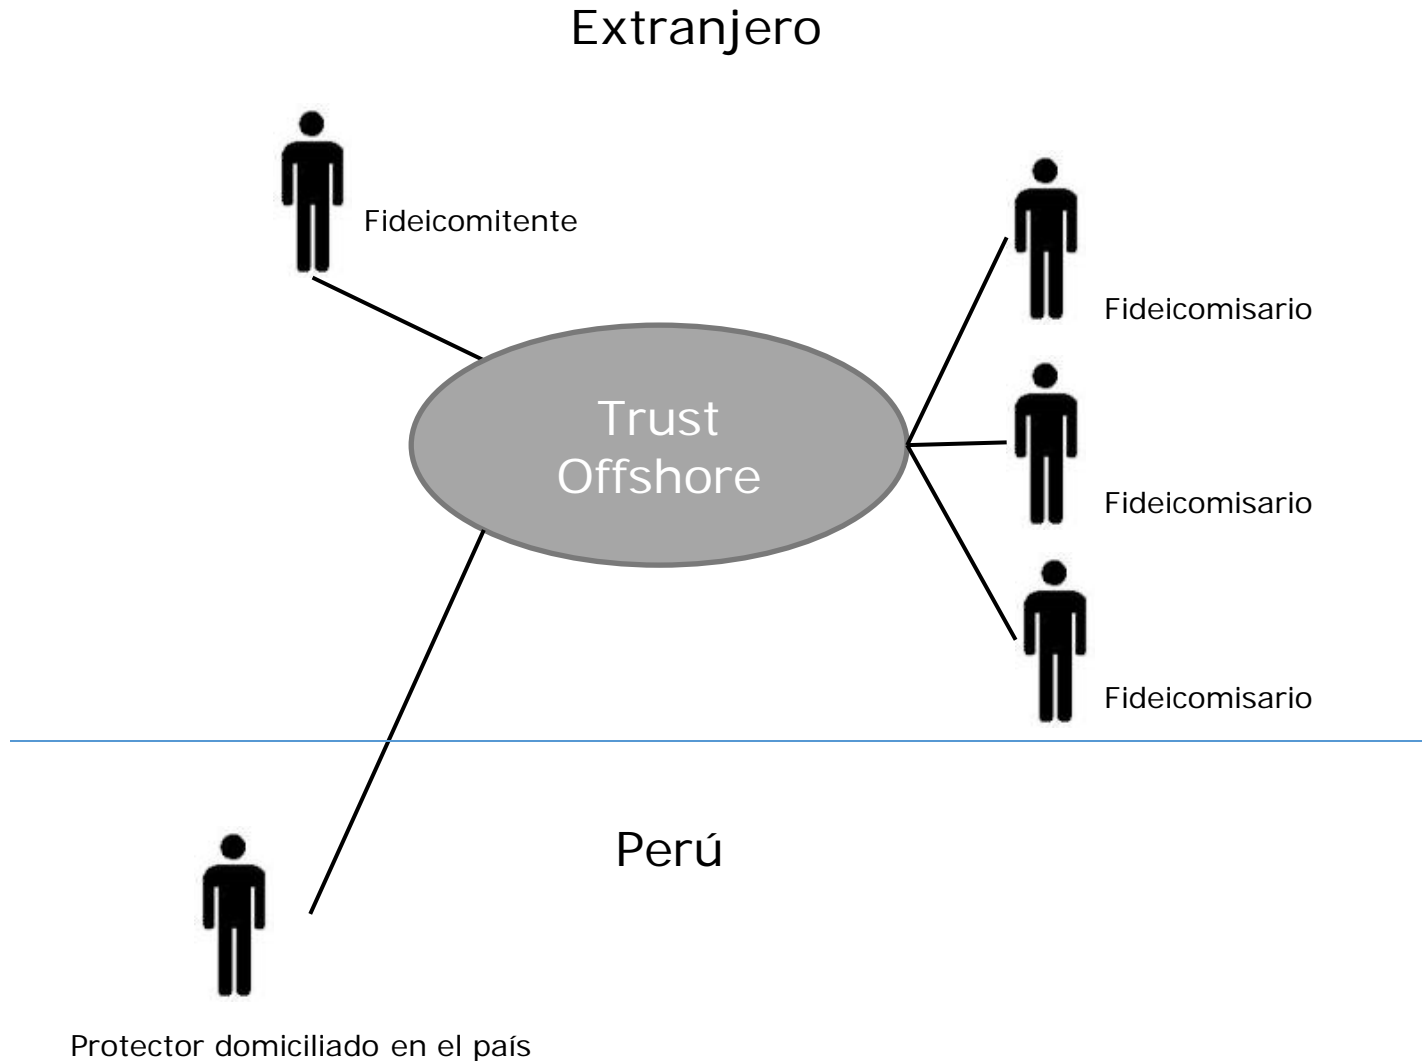 Extranjero
Fideicomitente
Fideicomisario
Trust
Offshore
Fideicomisario
Fideicomisario
Perú
Protector domiciliado en el país